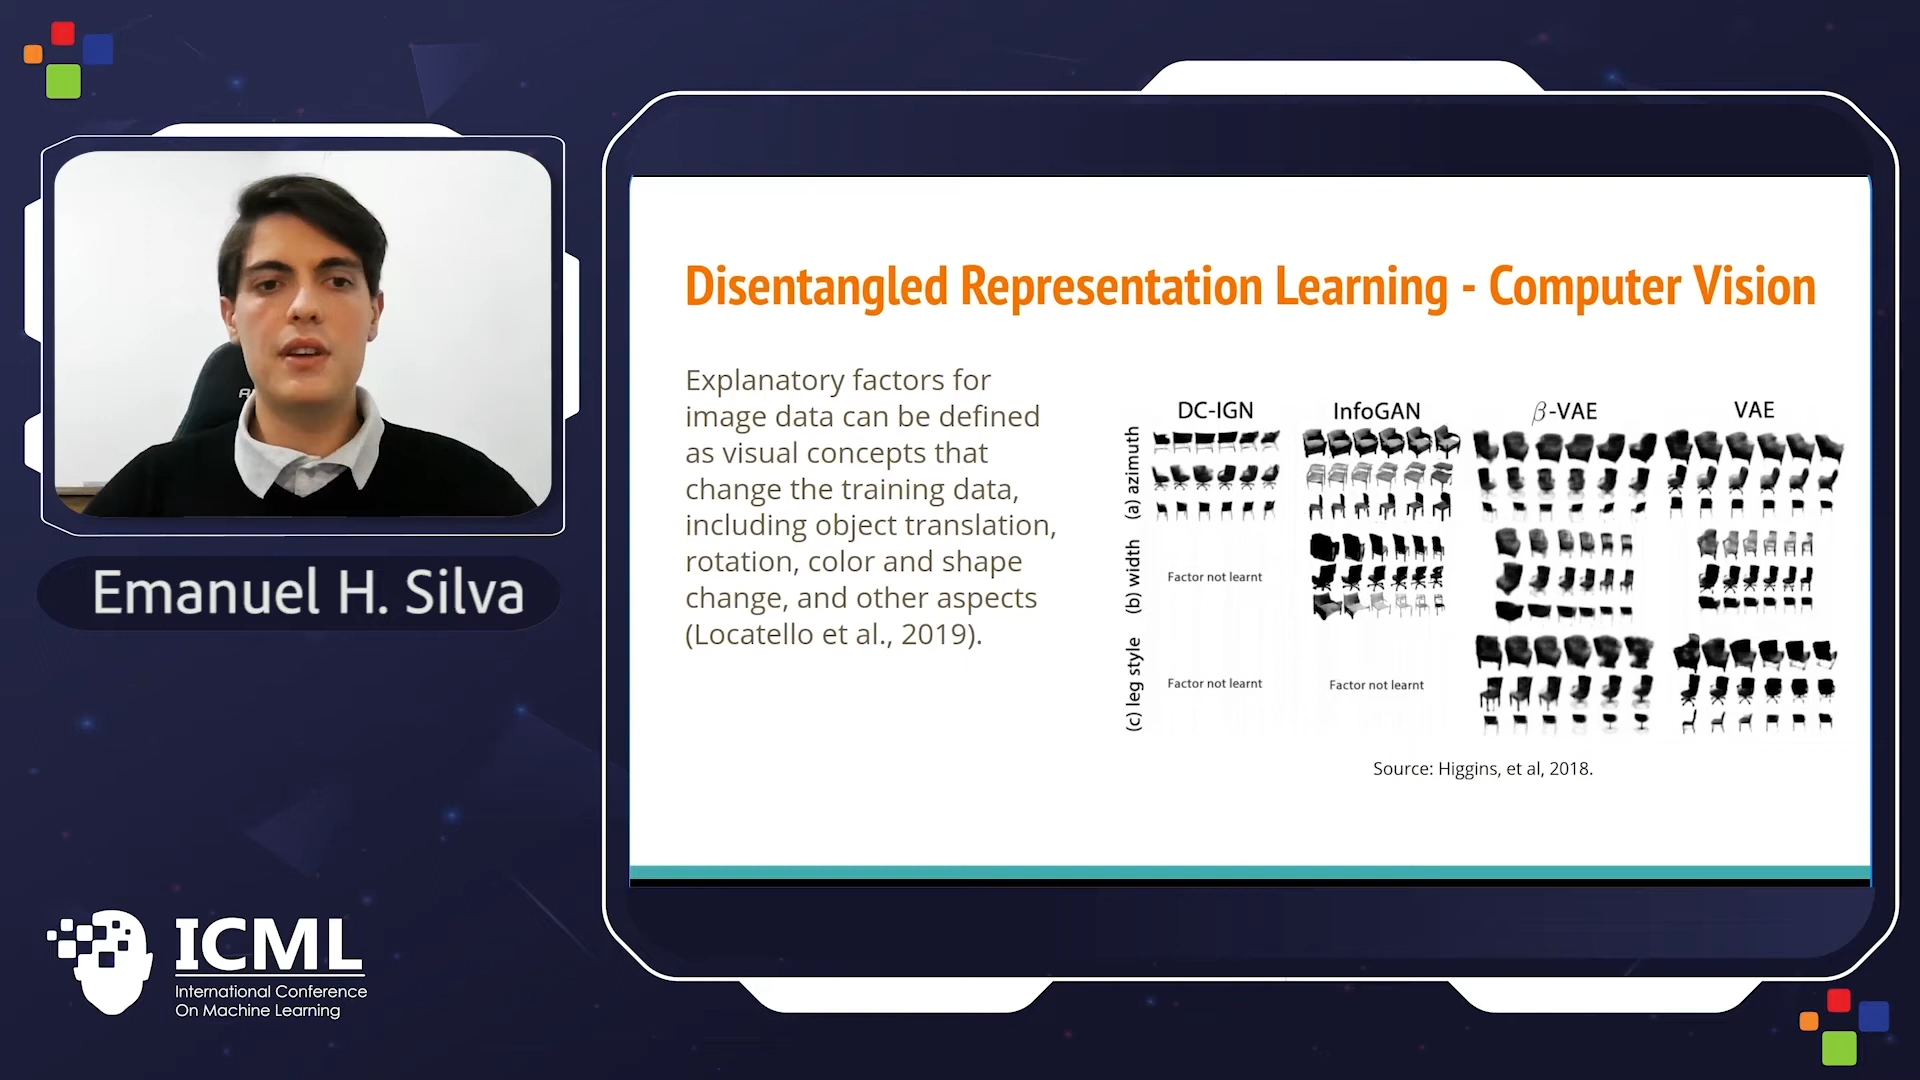 Emanuel H. Silva
ICML
International Conference
On Machine Learning
Disentangled Representation Learning - Computer Vision
Explanatory factors for
image data can be defined
as visual concepts that
change the training data,
including object translation,
rotation, color and shape
change, and other aspects
(Locatello et al., 2019).
DC-IGN
InfoGAN
β-VAE
VAE
(a) azimuth
(b) width
Factor not learnt
(c) leg style
Factor not learnt
Factor not learnt
Source: Higgins, et al, 2018.